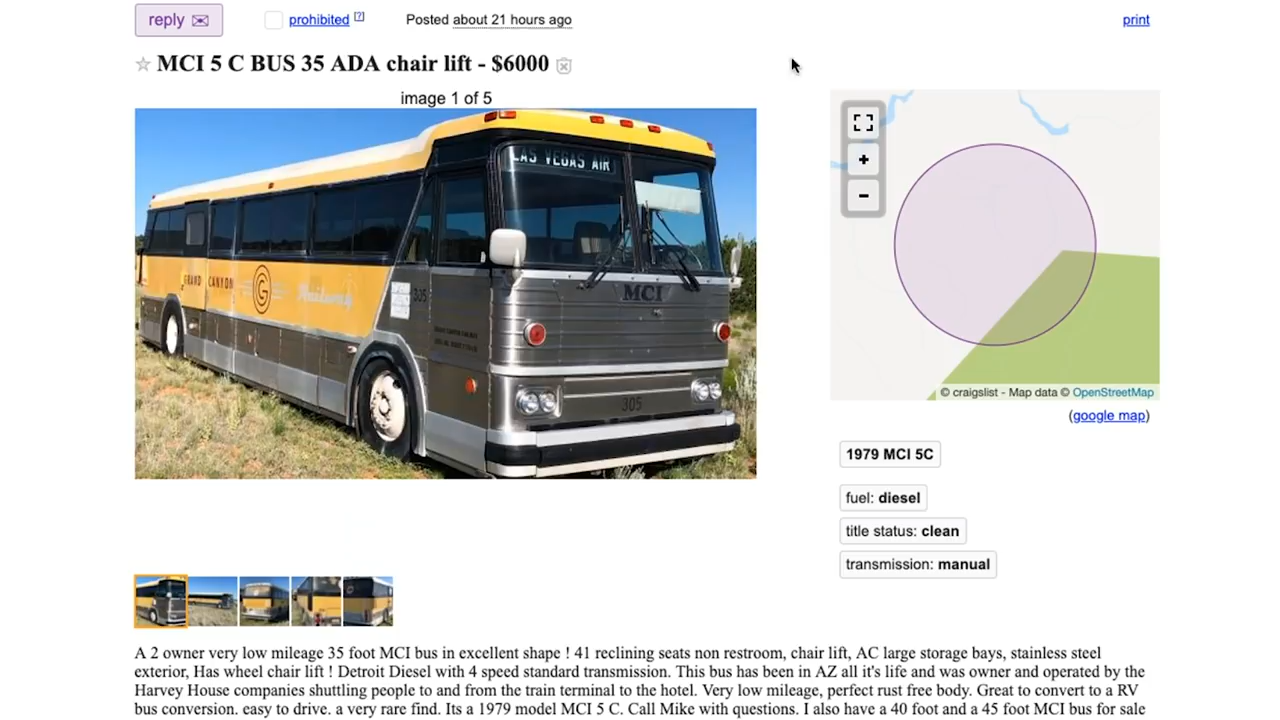 reply
prohibited [?]
Posted about 21 hours ago
print
MCI 5 C BUS 35 ADA chair lift - $6000
image 1 of 5
LAS VEGAS AIR
GRAND CANYON
Railway
305
MCI
305
+
−
© craigslist - Map data © OpenStreetMap
(google map)
1979 MCI 5C
fuel: diesel
title status: clean
transmission: manual
A 2 owner very low mileage 35 foot MCI bus in excellent shape ! 41 reclining seats non restroom, chair lift, AC large storage bays, stainless steel
exterior, Has wheel chair lift ! Detroit Diesel with 4 speed standard transmission. This bus has been in AZ all it's life and was owner and operated by the
Harvey House companies shuttling people to and from the train terminal to the hotel. Very low mileage, perfect rust free body. Great to convert to a RV
bus conversion. easy to drive. a very rare find. Its a 1979 model MCI 5 C. Call Mike with questions. I also have a 40 foot and a 45 foot MCI bus for sale